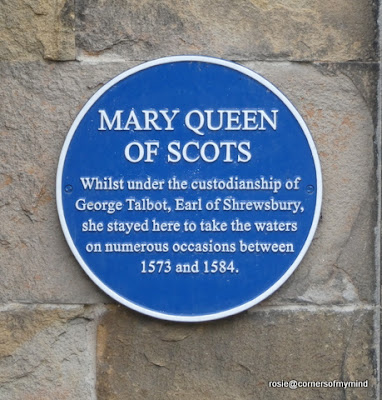 MARY QUEEN
OF SCOTS
Whilst under the custodianship of
George Talbot, Earl of Shrewsbury,
she stayed here to take the waters
on numerous occasions between
1573 and 1584.
rosie@cornersofmymind